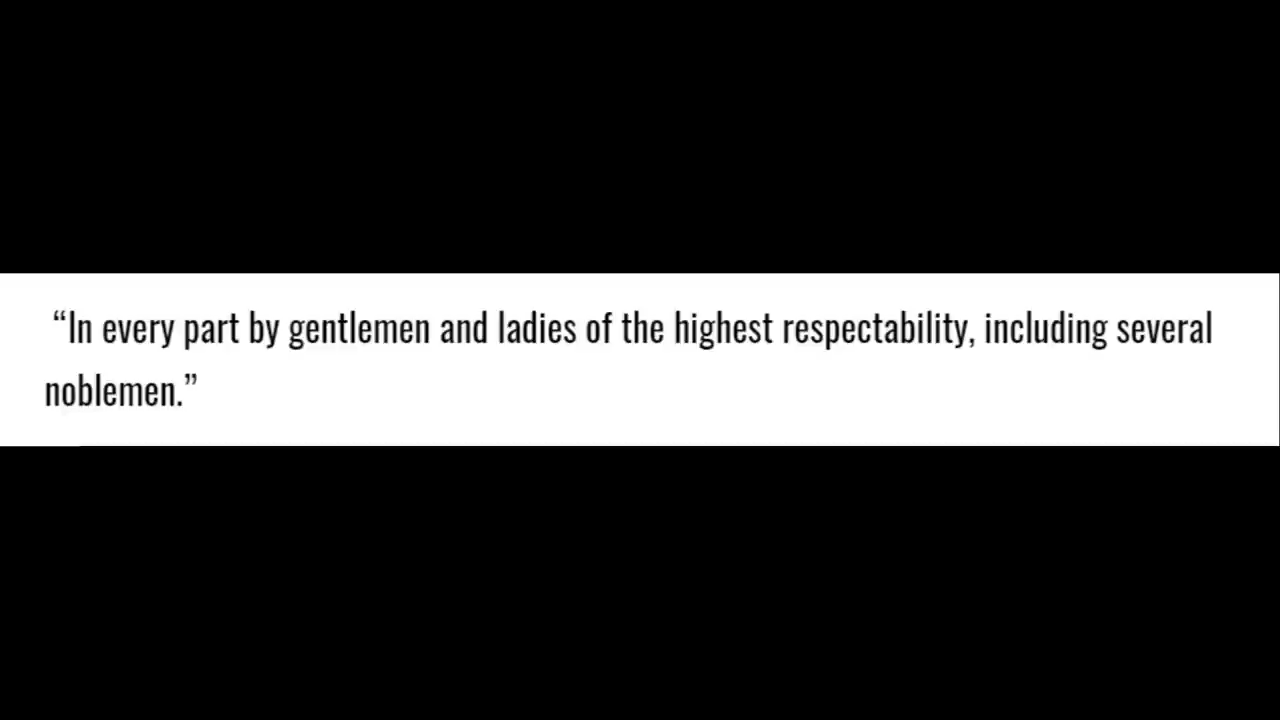 “In every part by gentlemen and ladies of the highest respectability, including several
noblemen.”